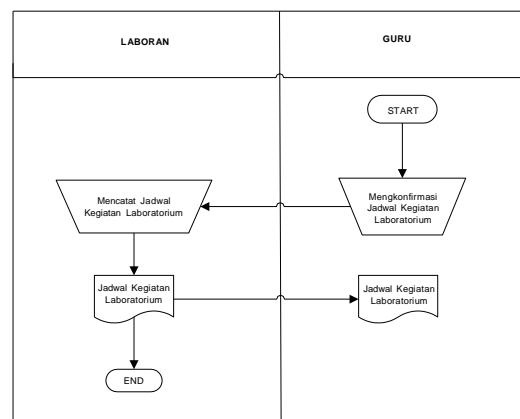 LABORAN
GURU
START
Mengkonfirmasi
Jadwal Kegiatan
Laboratorium
Mencatat Jadwal
Kegiatan Laboratorium
Jadwal Kegiatan
Laboratorium
Jadwal Kegiatan
Laboratorium
END